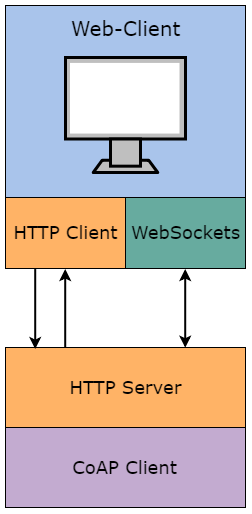 Web-Client
HTTP Client
WebSockets
HTTP Server
CoAP Client